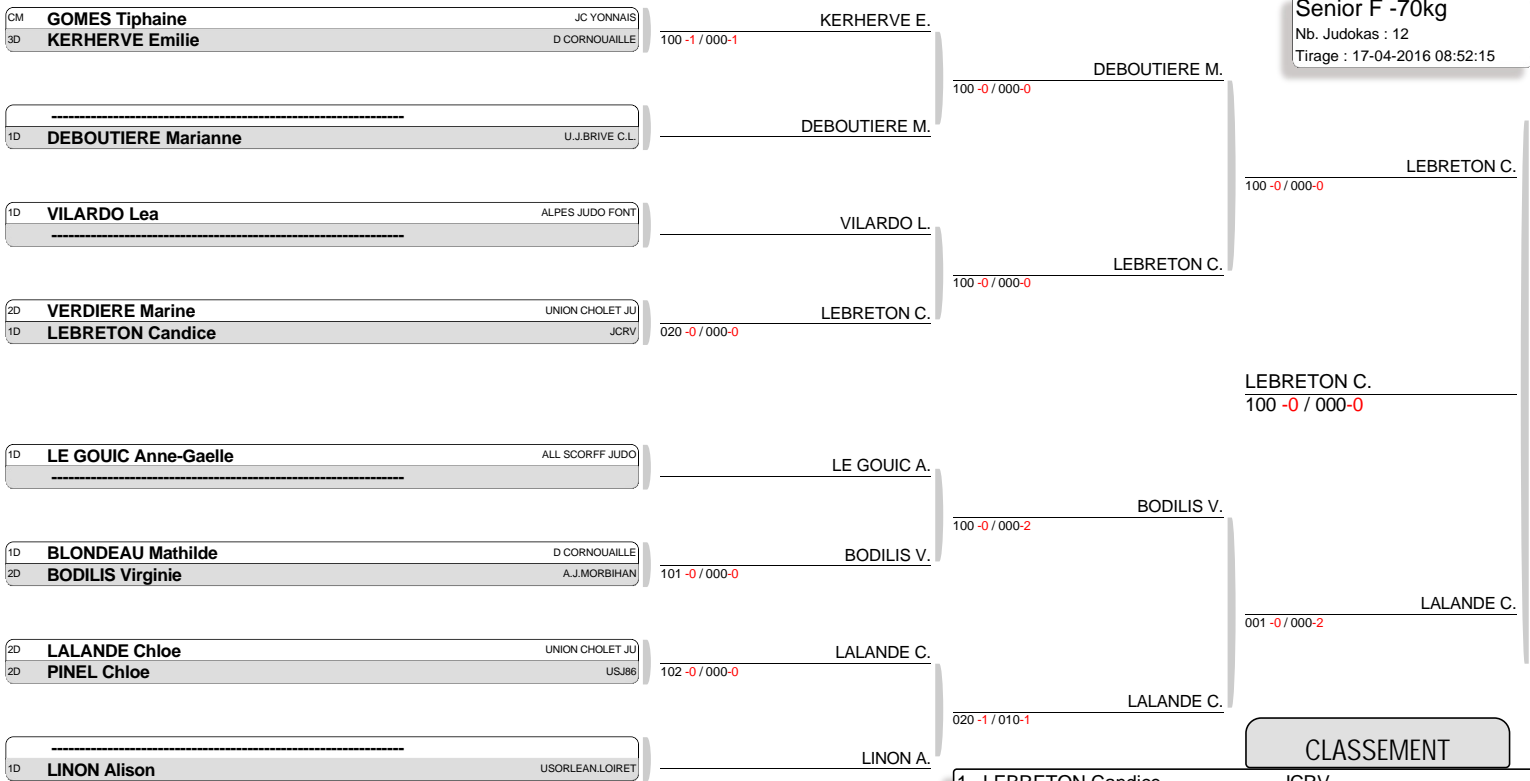 Senior F -70kg
Nb. Judokas : 12
Tirage : 17-04-2016 08:52:15
CM GOMES Tiphaine JC YONNAIS
3D KERHERVE Emilie D CORNOUAILLE
----------------------------------------------------------------
1D DEBOUTIERE Marianne U.J.BRIVE C.L.
1D VILARDO Lea ALPES JUDO FONT
----------------------------------------------------------------
2D VERDIERE Marine UNION CHOLET JU
1D LEBRETON Candice JCRV
1D LE GOUIC Anne-Gaelle ALL SCORFF JUDO
----------------------------------------------------------------
1D BLONDEAU Mathilde D CORNOUAILLE
2D BODILIS Virginie A.J.MORBIHAN
2D LALANDE Chloe UNION CHOLET JU
2D PINEL Chloe USJ86
----------------------------------------------------------------
1D LINON Alison USORLEAN.LOIRET
KERHERVE E.
100 -1 / 000-1
DEBOUTIERE M.
VILARDO L.
LEBRETON C.
020 -0 / 000-0
LE GOUIC A.
BODILIS V.
101 -0 / 000-0
LALANDE C.
102 -0 / 000-0
LINON A.
DEBOUTIERE M.
100 -0 / 000-0
LEBRETON C.
100 -0 / 000-0
BODILIS V.
100 -0 / 000-2
LALANDE C.
020 -1 / 010-1
LEBRETON C.
100 -0 / 000-0
LEBRETON C.
100 -0 / 000-0
LALANDE C.
001 -0 / 000-2
CLASSEMENT
1 LEBRETON Candice JCRV